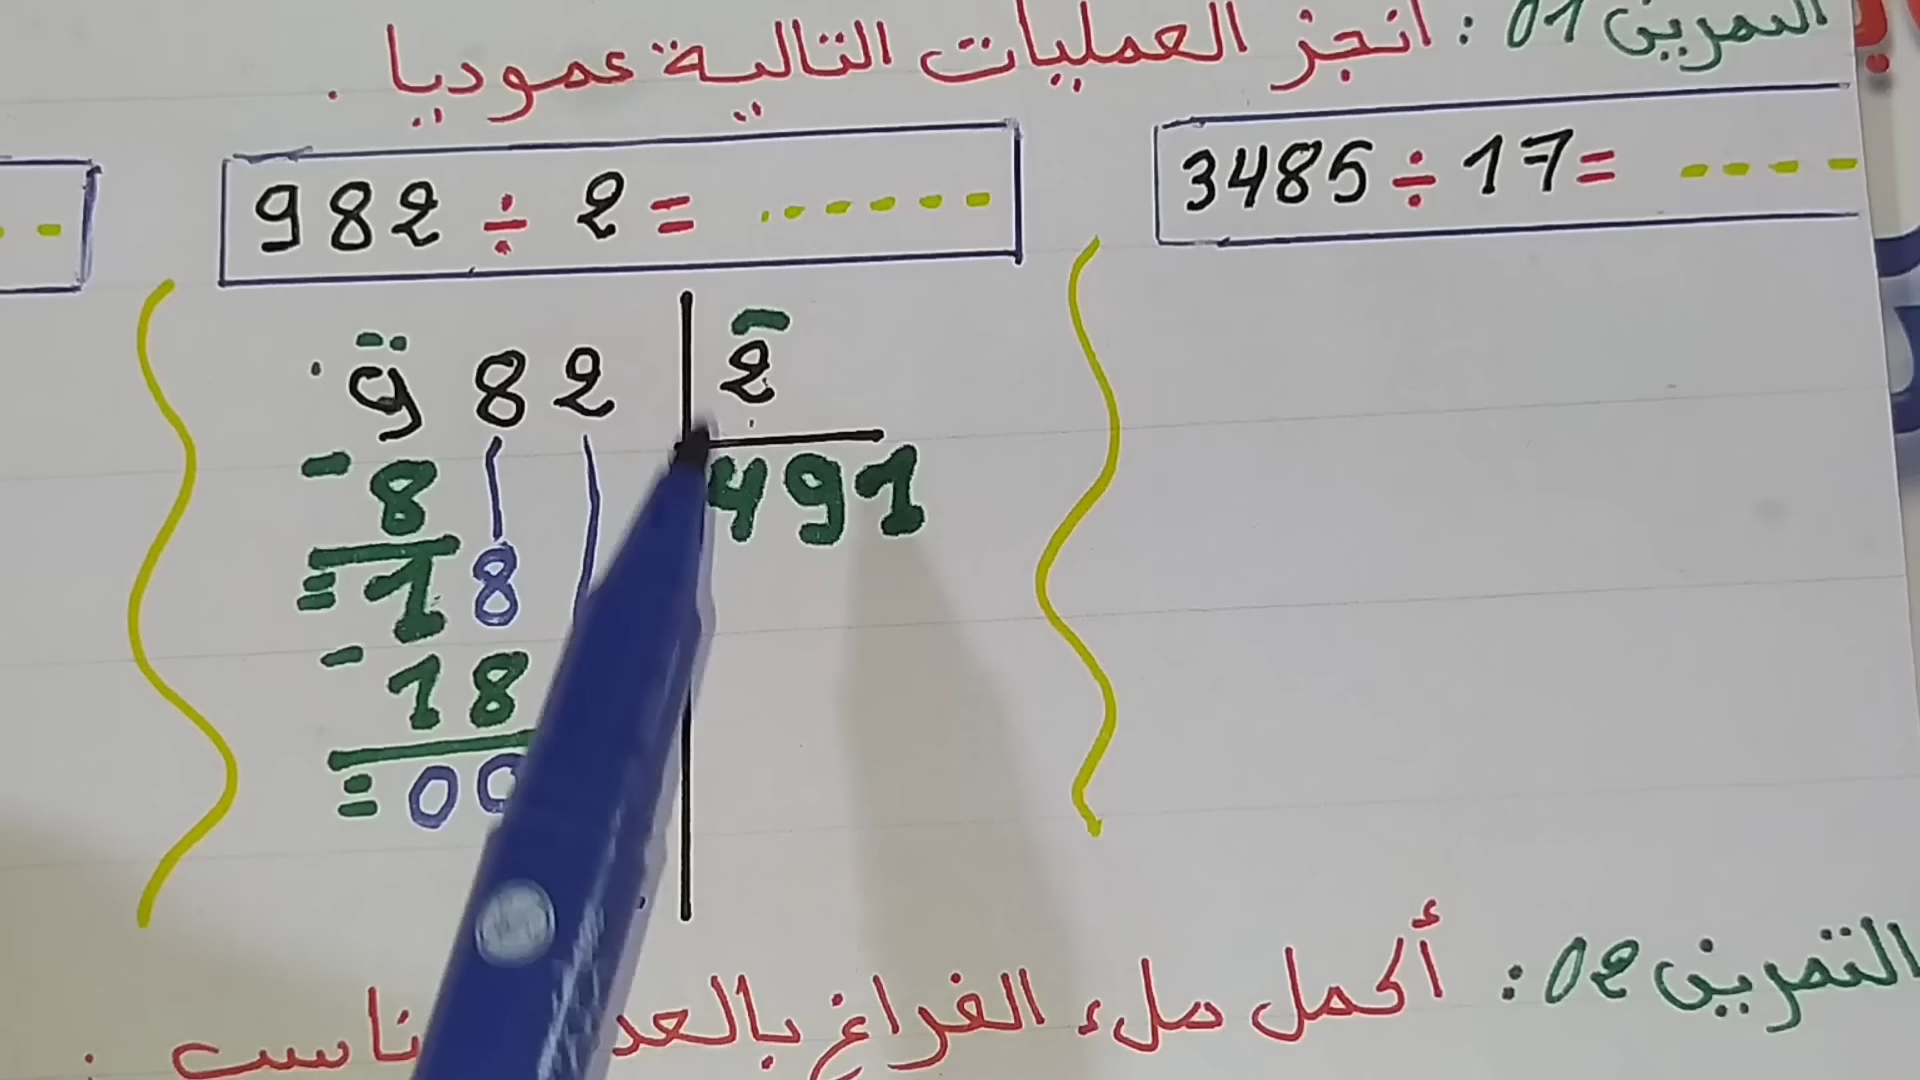 التمرين 01 : أنجز العمليات التالية عموديا .
3485 ÷ 17 = ----
982 ÷ 2 = ......
982 2
- 8 491
= 18
- 18
= 00
التمرين 02 : أكمل ملء الفراغ :